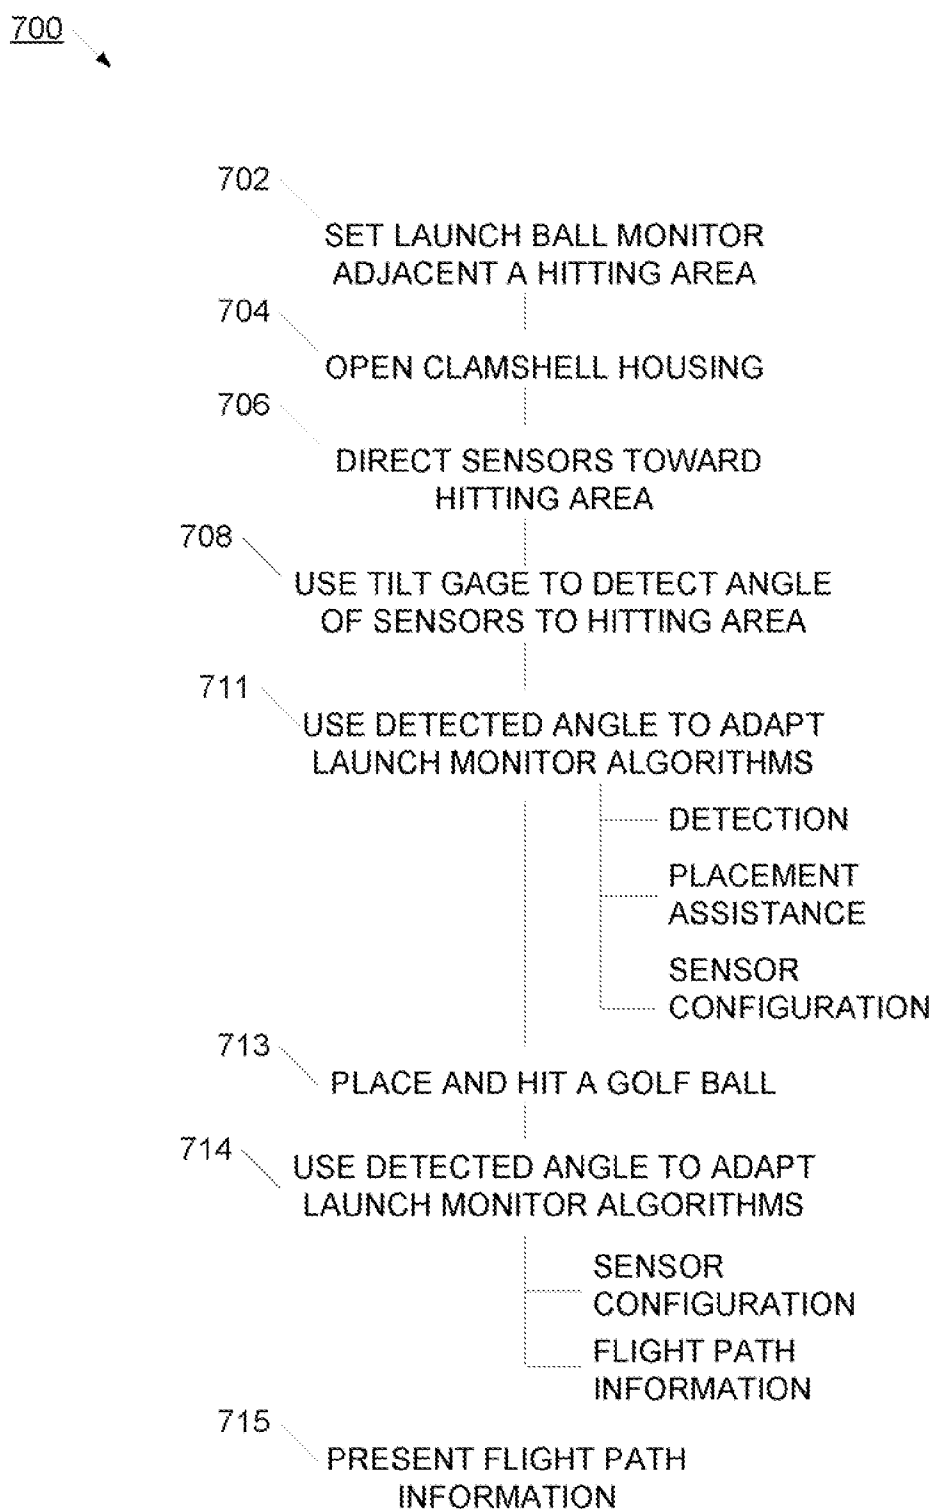 700
702
SET LAUNCH BALL MONITOR
ADJACENT A HITTING AREA
704
OPEN CLAMSHELL HOUSING
706
DIRECT SENSORS TOWARD
HITTING AREA
708
USE TILT GAGE TO DETECT ANGLE
OF SENSORS TO HITTING AREA
711
USE DETECTED ANGLE TO ADAPT
LAUNCH MONITOR ALGORITHMS
DETECTION
PLACEMENT
ASSISTANCE
SENSOR
CONFIGURATION
713
PLACE AND HIT A GOLF BALL
714
USE DETECTED ANGLE TO ADAPT
LAUNCH MONITOR ALGORITHMS
SENSOR
CONFIGURATION
FLIGHT PATH
INFORMATION
715
PRESENT FLIGHT PATH
INFORMATION